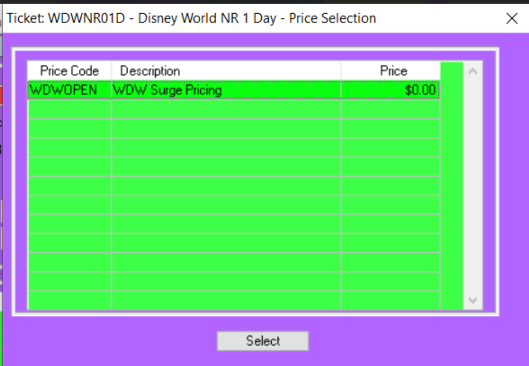 Ticket: WDWNR01D - Disney World NR 1 Day - Price Selection
Price Code Description Price
WDWOPEN WDW Surge Pricing $0.00
Select